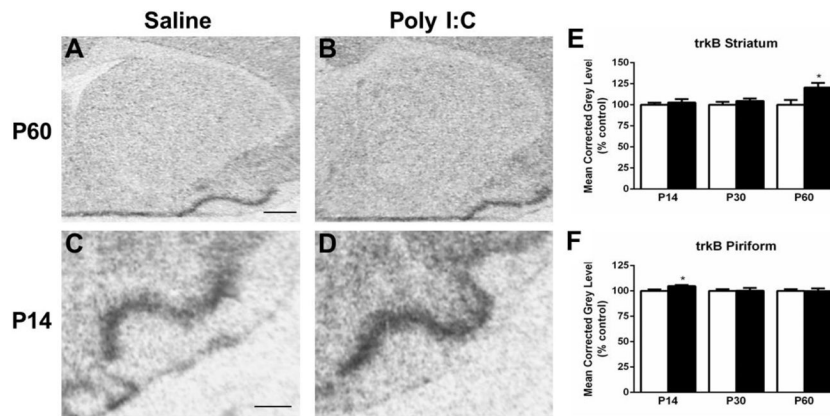 Saline
Poly I:C
A
B
P60
C
D
P14
E
trkB Striatum
Mean Corrected Grey Level
(% control)
125
100
75
50
25
0
*
P14
P30
P60
F
trkB Piriform
Mean Corrected Grey Level
(% control)
125
100
75
50
25
0
*
P14
P30
P60